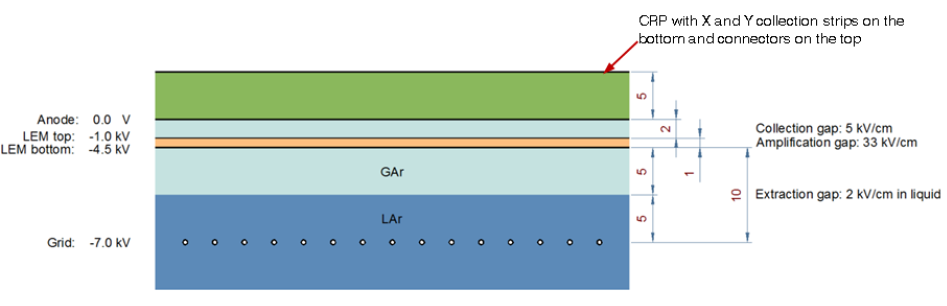 CRP with X and Y collection strips on the
bottom and connectors on the top
Anode: 0.0 V
LEM top: -1.0 kV
LEM bottom: -4.5 kV
5
2
Collection gap: 5 kV/cm
Amplification gap: 33 kV/cm
GAr
5
1
10
Extraction gap: 2 kV/cm in liquid
LAr
5
Grid: -7.0 kV